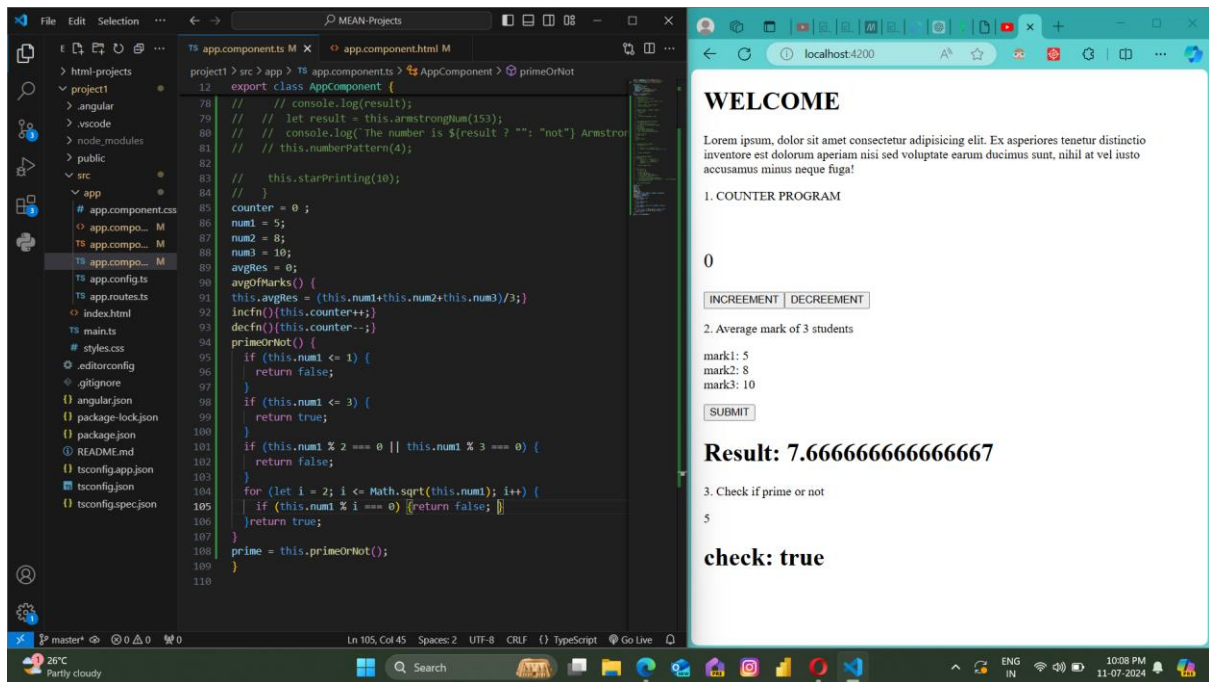 File Edit Selection ··· MEAN-Projects
E
> html-projects
project1
> .angular
> .vscode
> node_modules
> public
src
app
# app.component.css
<> app.compo... M
TS app.compo... M
TS app.compo... M
TS app.config.ts
TS app.routes.ts
<> index.html
TS main.ts
# styles.css
.editorconfig
.gitignore
{} angular.json
{} package-lock.json
{} package.json
README.md
{} tsconfig.app.json
tsconfig.json
{} tsconfig.spec.json
TS app.component.ts M X <> app.component.html M
project1 > src > app > TS app.component.ts > AppComponent > primeOrNot
12 export class AppComponent {
78 //     // console.log(result);
79 //   //  let result = this.armstrongNum(153);
80 //   //  console.log(`The number is ${result ? "": "not"} Armstron
81 //   // this.numberPattern(4);
82
83 //    this.starPrinting(10);
84 //   }
85 counter = 0 ;
86 num1 = 5;
87 num2 = 8;
88 num3 = 10;
89 avgRes = 0;
90 avgOfMarks() {
91 this.avgRes = (this.num1+this.num2+this.num3)/3;}
92 incfn(){this.counter++;}
93 decfn(){this.counter--;}
94 primeOrNot() {
95   if (this.num1 <= 1) {
96     return false;
97   }
98   if (this.num1 <= 3) {
99     return true;
100   }
101   if (this.num1 % 2 === 0 || this.num1 % 3 === 0) {
102     return false;
103   }
104   for (let i = 2; i <= Math.sqrt(this.num1); i++) {
105     if (this.num1 % i === 0) {return false; }
106   }return true;
107 }
108 prime = this.primeOrNot();
109 }
110
master* 0 0 0 Ln 105, Col 45 Spaces: 2 UTF-8 CRLF {} TypeScript Go Live
localhost:4200
WELCOME
Lorem ipsum, dolor sit amet consectetur adipisicing elit. Ex asperiores tenetur distinctio
inventore est dolorum aperiam nisi sed voluptate earum ducimus sunt, nihil at vel iusto
accusamus minus neque fuga!
1. COUNTER PROGRAM
0
INCREEMENT DECREEMENT
2. Average mark of 3 students
mark1: 5
mark2: 8
mark3: 10
SUBMIT
Result: 7.666666666666667
3. Check if prime or not
5
check: true
26°C
Partly cloudy
Search
ENG
IN
10:08 PM
11-07-2024